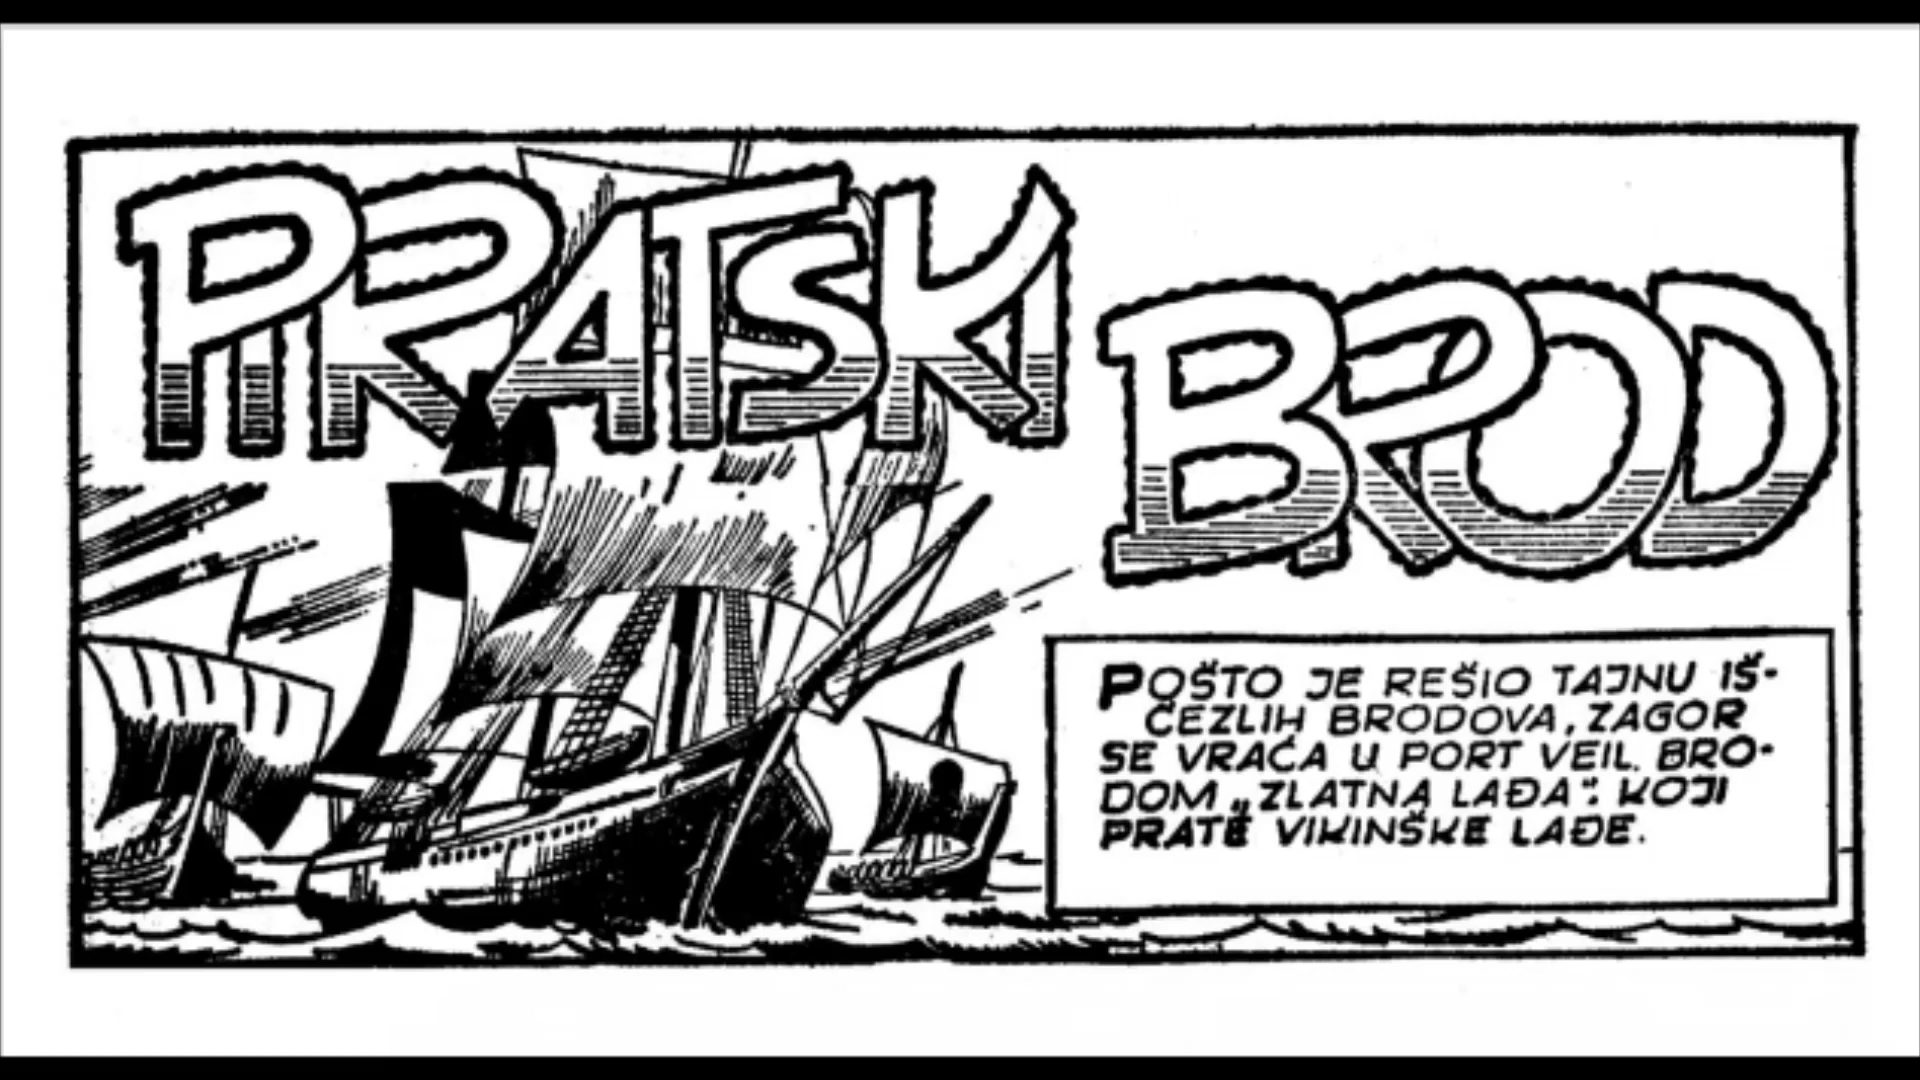 PIRATSKI
BROD
POŠTO JE REŠIO TAJNU IŠ-
ČEZLIH BRODOVA, ZAGOR
SE VRAĆA U PORT VEIL. BRO-
DOM „ZLATNA LAĐA“. KOJI
PRATE VIKINŠKE LAĐE.